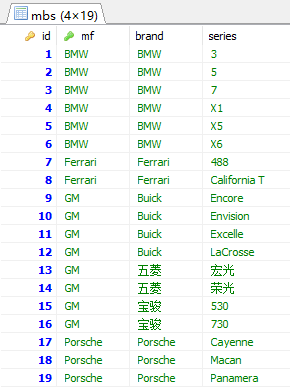 mbs (4×19)
id mf brand series
1 BMW BMW 3
2 BMW BMW 5
3 BMW BMW 7
4 BMW BMW X1
5 BMW BMW X5
6 BMW BMW X6
7 Ferrari Ferrari 488
8 Ferrari Ferrari California T
9 GM Buick Encore
10 GM Buick Envision
11 GM Buick Excelle
12 GM Buick LaCrosse
13 GM 五菱 宏光
14 GM 五菱 荣光
15 GM 宝骏 530
16 GM 宝骏 730
17 Porsche Porsche Cayenne
18 Porsche Porsche Macan
19 Porsche Porsche Panamera